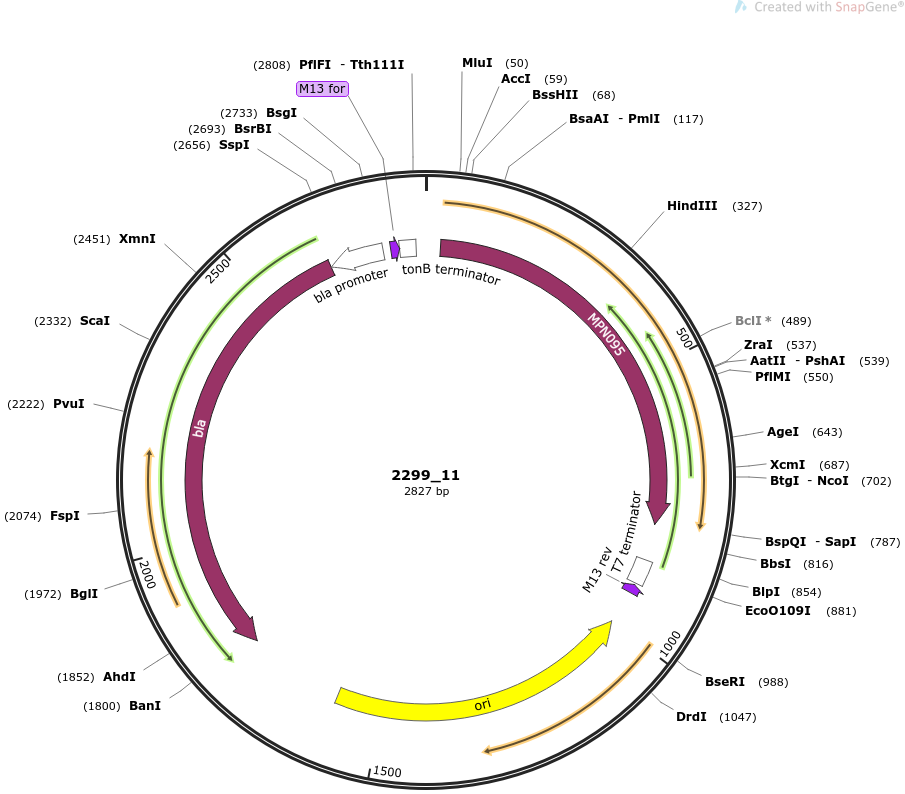 Created with SnapGene®
(2808) PflFI - Tth111I
M13 for
(2733) BsgI
(2693) BsrBI
(2656) SspI
(2451) XmnI
(2332) ScaI
(2222) PvuI
(2074) FspI
(1972) BglI
(1852) AhdI
(1800) BanI
MluI (50)
AccI (59)
BssHII (68)
BsaAI - PmlI (117)
HindIII (327)
BclI * (489)
ZraI (537)
AatII - PshAI (539)
PflMI (550)
AgeI (643)
XcmI (687)
BtgI - NcoI (702)
BspQI - SapI (787)
BbsI (816)
BlpI (854)
EcoO109I (881)
BseRI (988)
DrdI (1047)
500
1000
1500
2000
2500
bla promoter
tonB terminator
MPN095
bla
T7 terminator
M13 rev
ori
2299_11
2827 bp